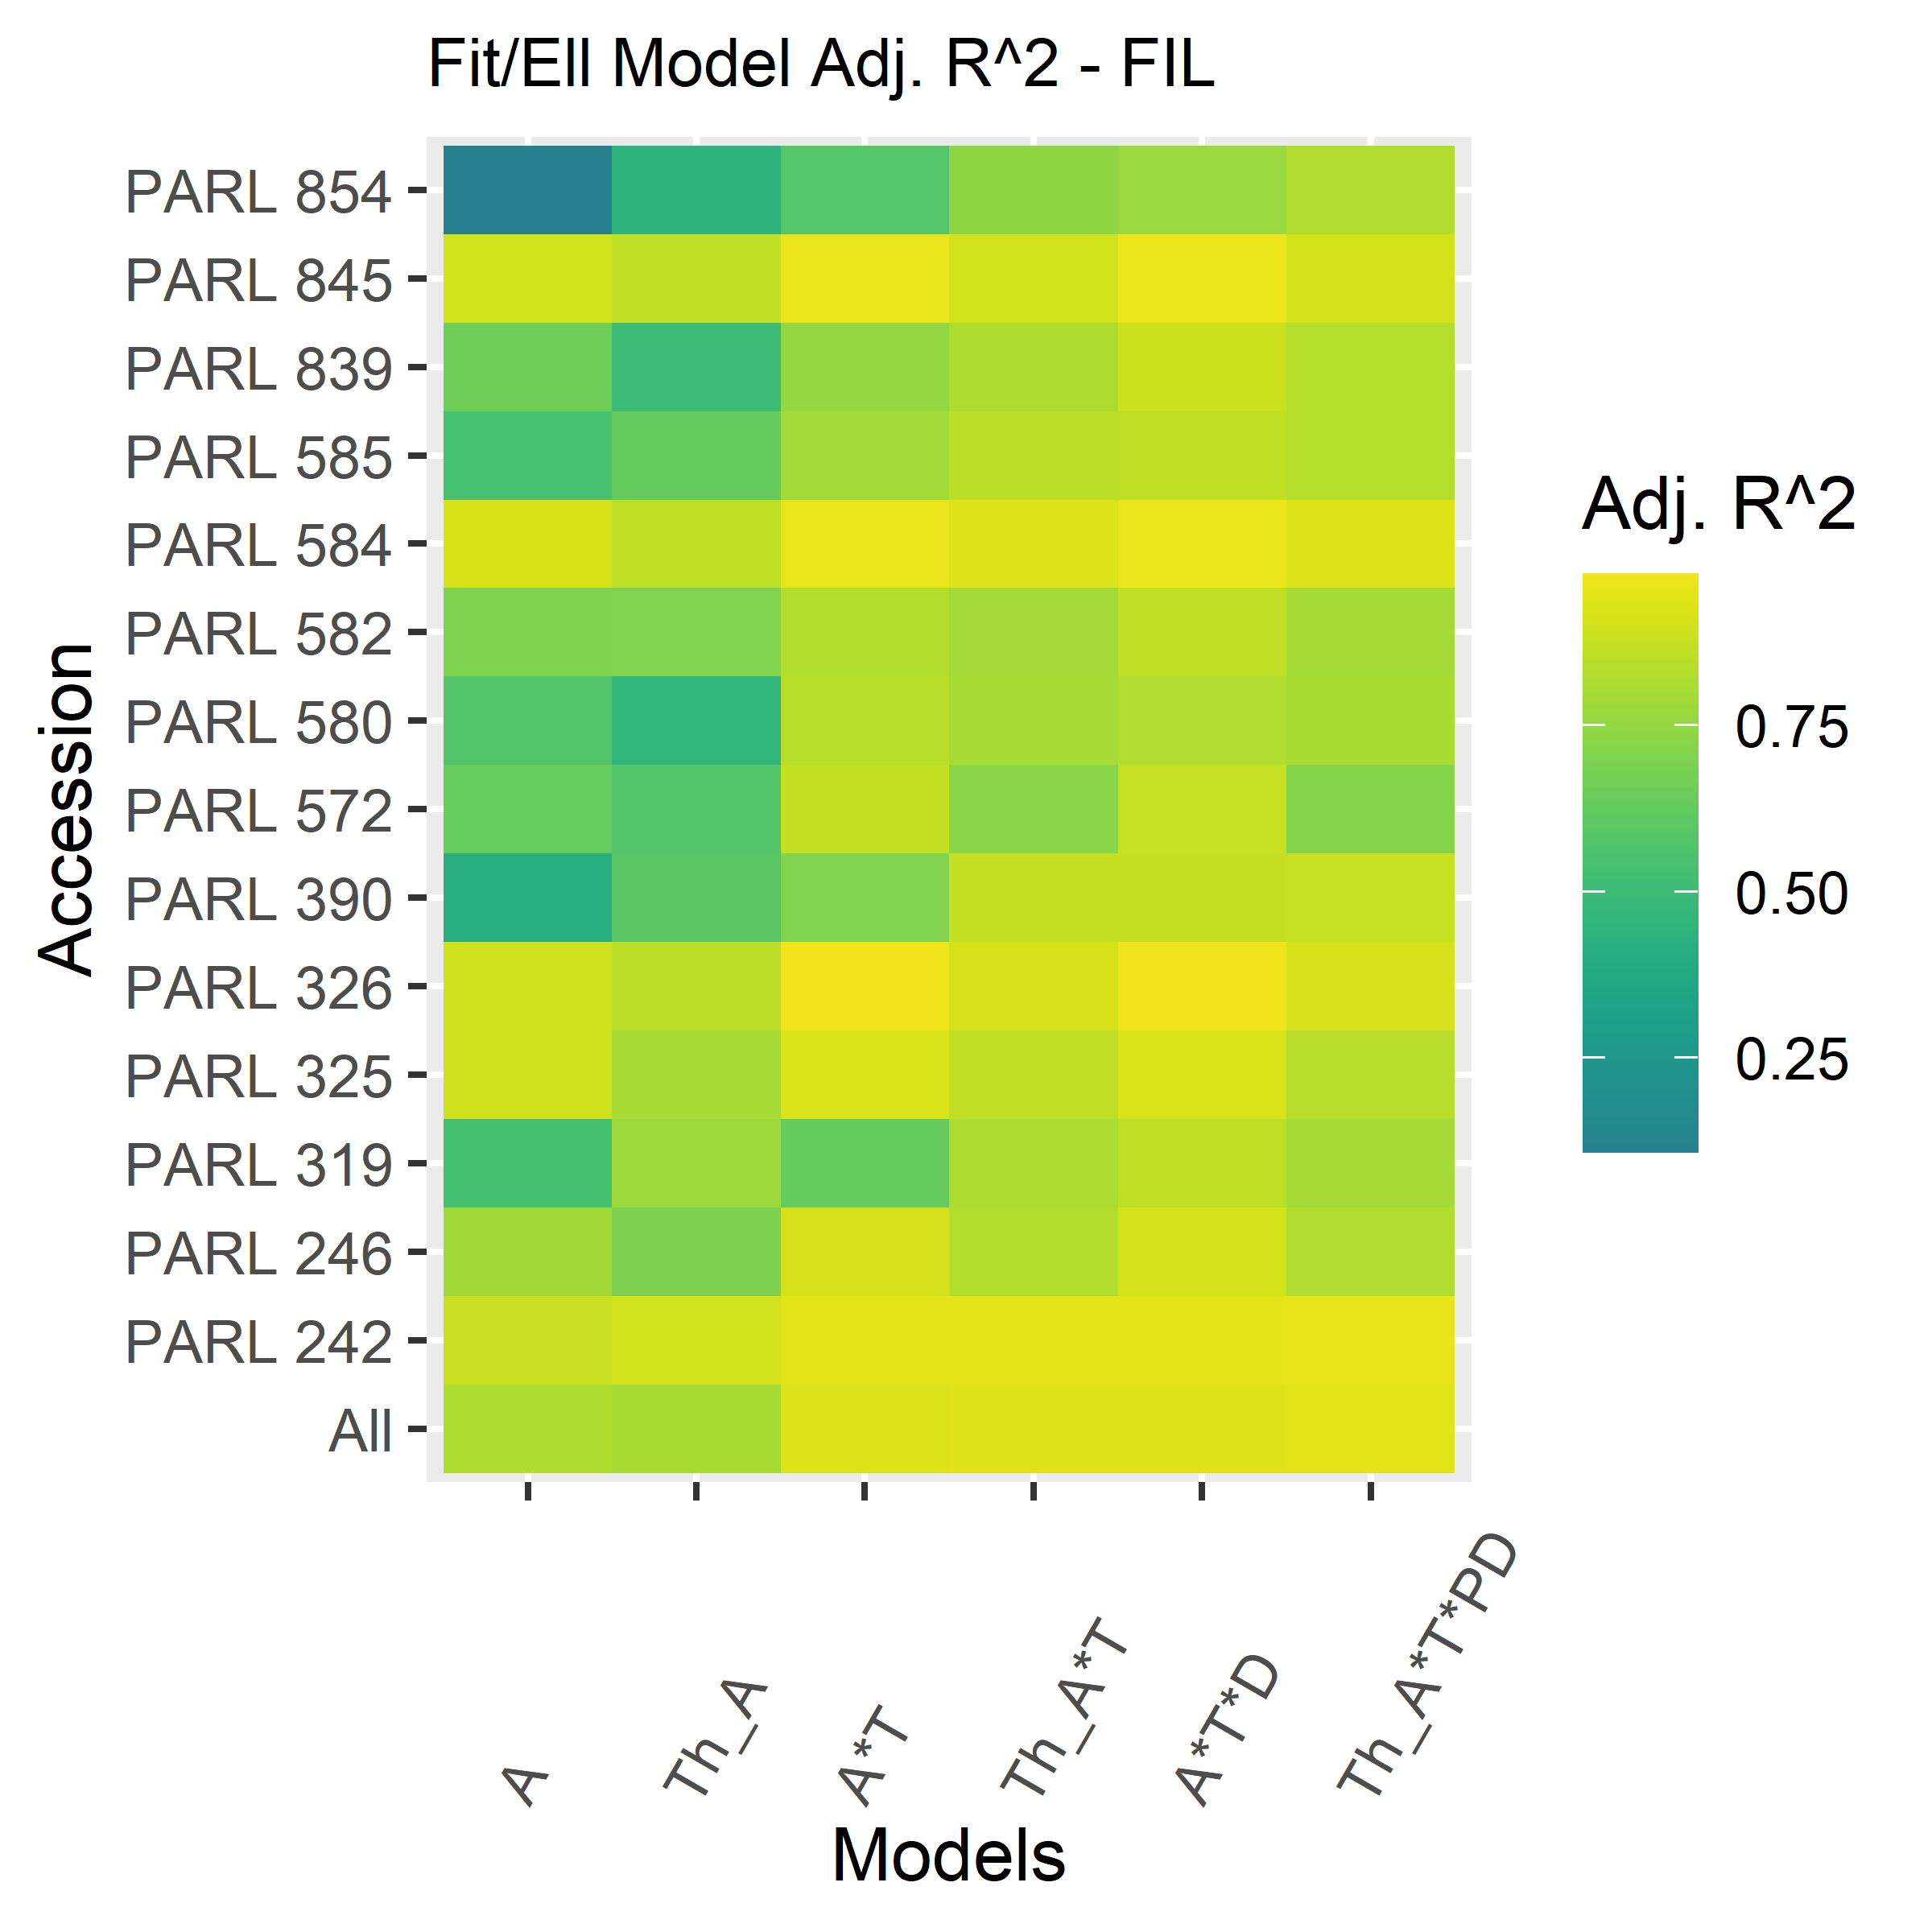 Fit/Ell Model Adj. R^2 - FIL
Accession
PARL 854
PARL 845
PARL 839
PARL 585
PARL 584
PARL 582
PARL 580
PARL 572
PARL 390
PARL 326
PARL 325
PARL 319
PARL 246
PARL 242
All
A
Th_A
A*T
Th_A*T
A*T*D
Th_A*T*PD
Models
Adj. R^2
0.75
0.50
0.25